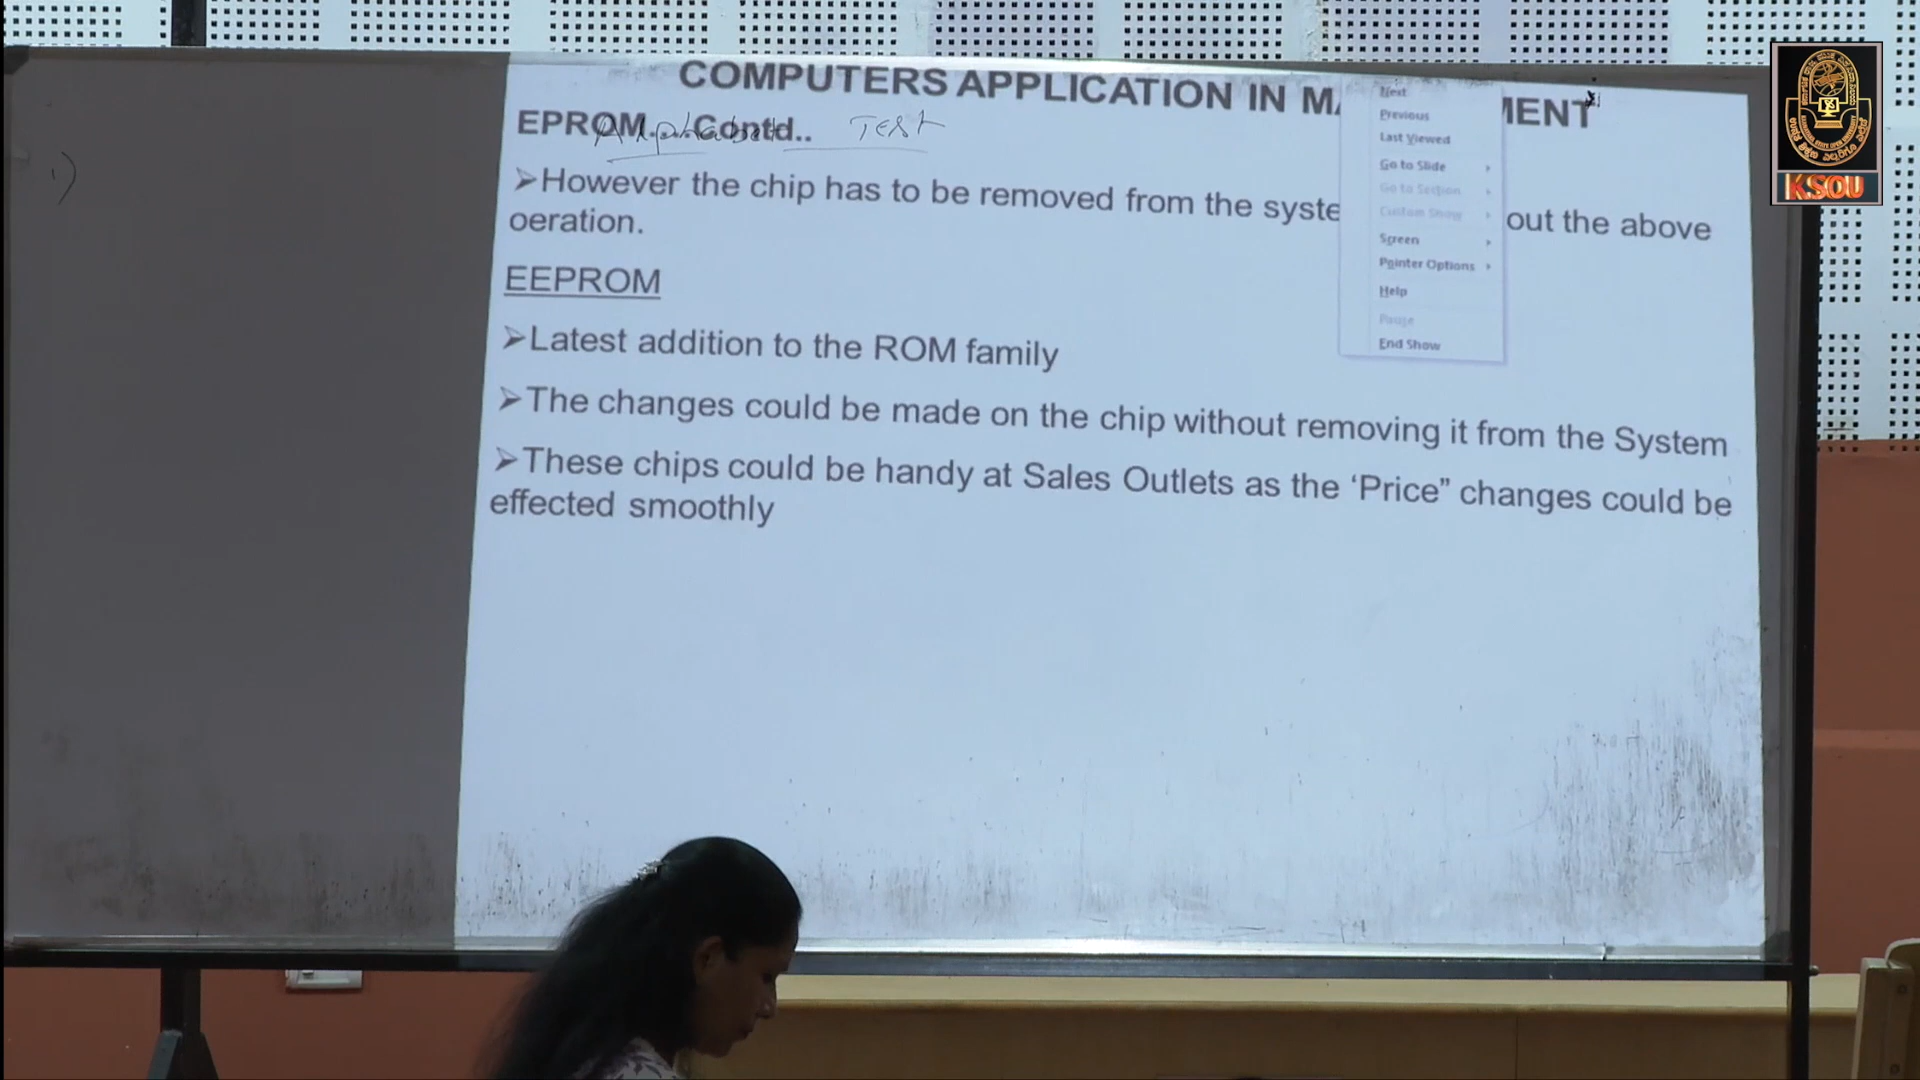 COMPUTERS APPLICATION IN MA MENT
EPROM... Contd..
Alphabet TEST
1)
➢However the chip has to be removed from the syste out the above
oeration.
EEPROM
➢Latest addition to the ROM family
➢The changes could be made on the chip without removing it from the System
➢These chips could be handy at Sales Outlets as the ‘Price” changes could be
effected smoothly
Next
Previous
Last Viewed
Go to Slide
Go to Section
Custom Show
Screen
Pointer Options
Help
Pause
End Show
KSOU